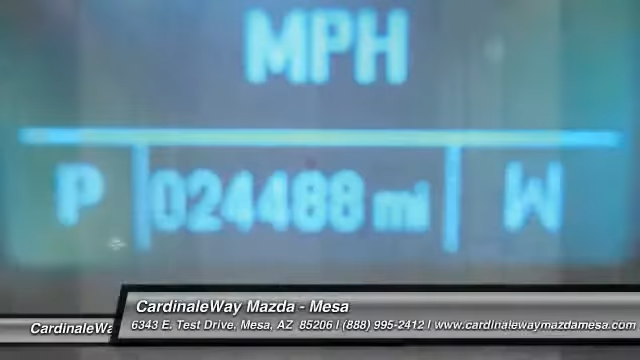 MPH
P 024488 mi W
CardinaleWay Mazda - Mesa
CardinaleWa
6343 E. Test Drive, Mesa, AZ 85206 | (888) 995-2412 | www.cardinalewaymazdamesa.com